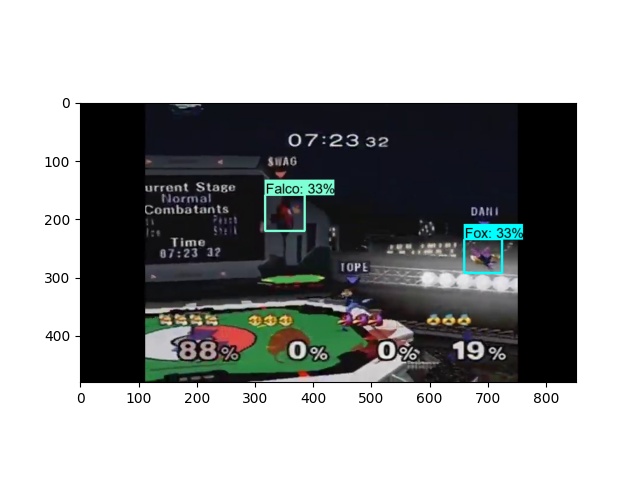 0
100
200
300
400
0 100 200 300 400 500 600 700 800
07:23 32
$WAG
Falco: 33%
urrent Stage
Normal
Combatants
Time
07:23 32
DANI
Fox: 33%
TOPE
88% 0% 0% 19%